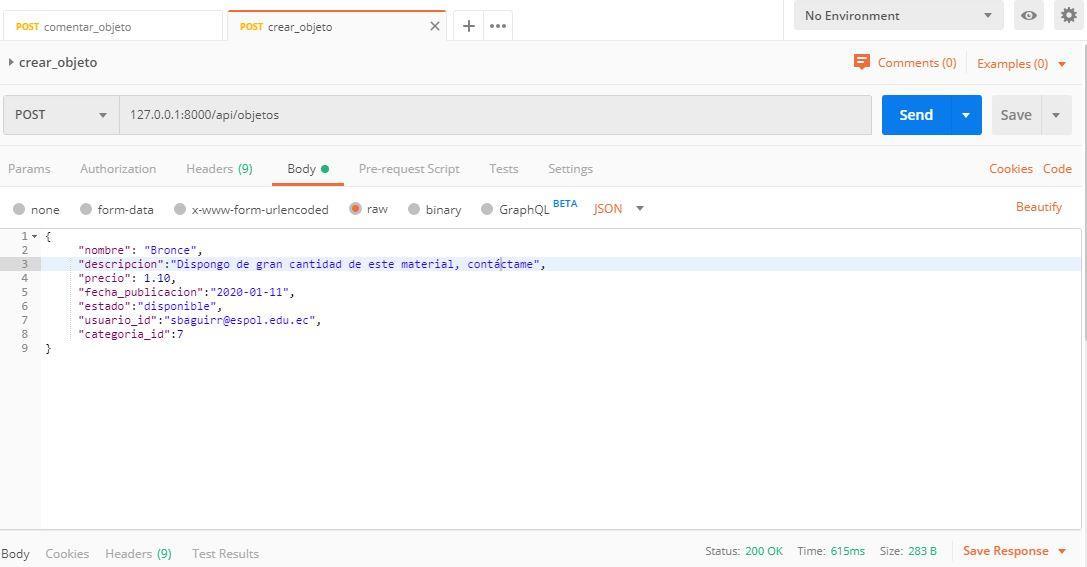 POST comentar_objeto
POST crear_objeto
No Environment
crear_objeto
Comments (0)
Examples (0)
POST
127.0.0.1:8000/api/objetos
Send
Save
Params
Authorization
Headers (9)
Body
Pre-request Script
Tests
Settings
Cookies
Code
none
form-data
x-www-form-urlencoded
raw
binary
GraphQL BETA
JSON
Beautify
1 {
2 "nombre": "Bronce",
3 "descripcion":"Dispongo de gran cantidad de este material, contáctame",
4 "precio": 1.10,
5 "fecha_publicacion":"2020-01-11",
6 "estado":"disponible",
7 "usuario_id":"sbaguirr@espol.edu.ec",
8 "categoria_id":7
9 }
Body
Cookies
Headers (9)
Test Results
Status: 200 OK
Time: 615ms
Size: 283 B
Save Response